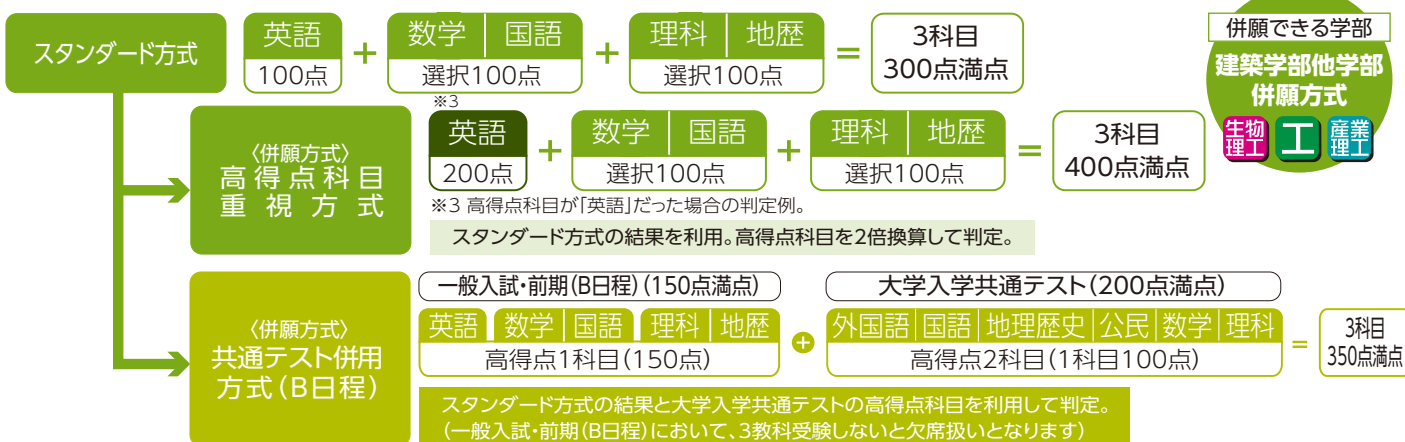 スタンダード方式
英語
100点
+
数学 国語
選択100点
+
理科 地歴
選択100点
=
3科目
300点満点
併願できる学部
建築学部他学部
併願方式
生物理工
工
産業理工
〈併願方式〉
高得点科目
重視方式
※3
英語
200点
+
数学 国語
選択100点
+
理科 地歴
選択100点
=
3科目
400点満点
※3 高得点科目が「英語」だった場合の判定例。
スタンダード方式の結果を利用。高得点科目を2倍換算して判定。
〈併願方式〉
共通テスト併用
方式(B日程)
一般入試・前期(B日程)(150点満点)
英語 数学 国語 理科 地歴
高得点1科目(150点)
+
大学入学共通テスト(200点満点)
外国語 国語 地理歴史 公民 数学 理科
高得点2科目(1科目100点)
=
3科目
350点満点
スタンダード方式の結果と大学入学共通テストの高得点科目を利用して判定。
(一般入試・前期(B日程)において、3教科受験しないと欠席扱いとなります)